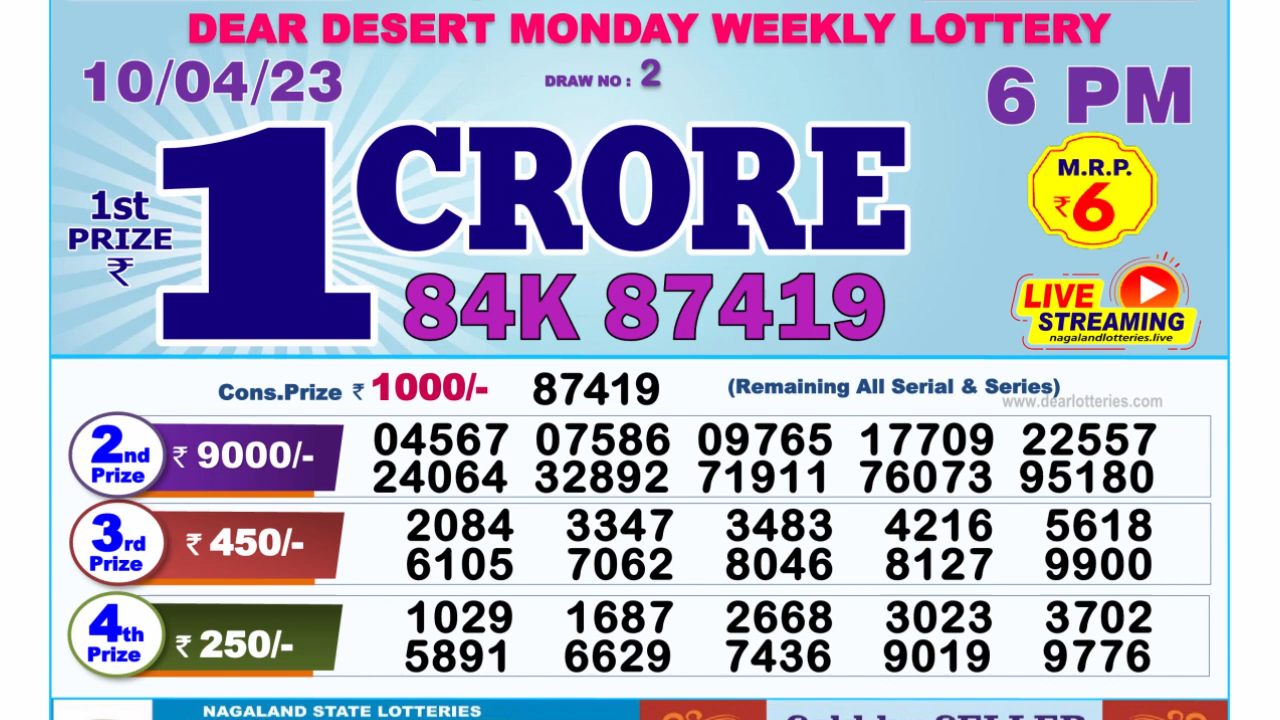 DEAR DESERT MONDAY WEEKLY LOTTERY
10/04/23 DRAW NO : 2 6 PM
1st PRIZE ₹ 1 CRORE
M.R.P. ₹6
84K 87419
LIVE STREAMING
nagalandlotteries.live
Cons.Prize ₹ 1000/- 87419 (Remaining All Serial & Series)
www.dearlotteries.com
2nd Prize ₹ 9000/-
04567 07586 09765 17709 22557
24064 32892 71911 76073 95180
3rd Prize ₹ 450/-
2084 3347 3483 4216 5618
6105 7062 8046 8127 9900
4th Prize ₹ 250/-
1029 1687 2668 3023 3702
5891 6629 7436 9019 9776
NAGALAND STATE LOTTERIES